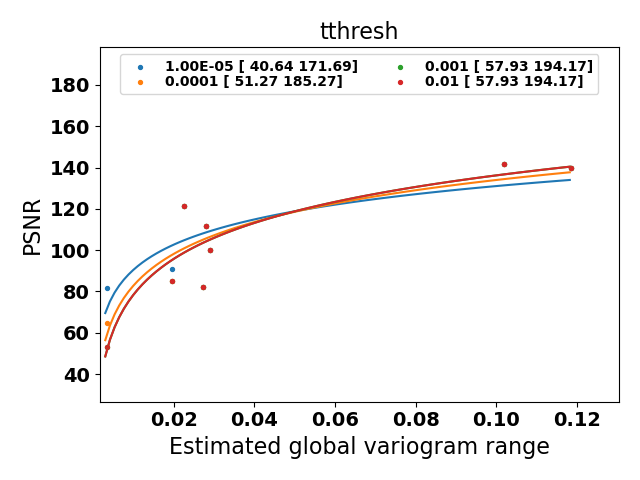 tthresh
1.00E-05 [ 40.64 171.69]
0.0001 [ 51.27 185.27]
0.001 [ 57.93 194.17]
0.01 [ 57.93 194.17]
PSNR
180
160
140
120
100
80
60
40
0.02 0.04 0.06 0.08 0.10 0.12
Estimated global variogram range